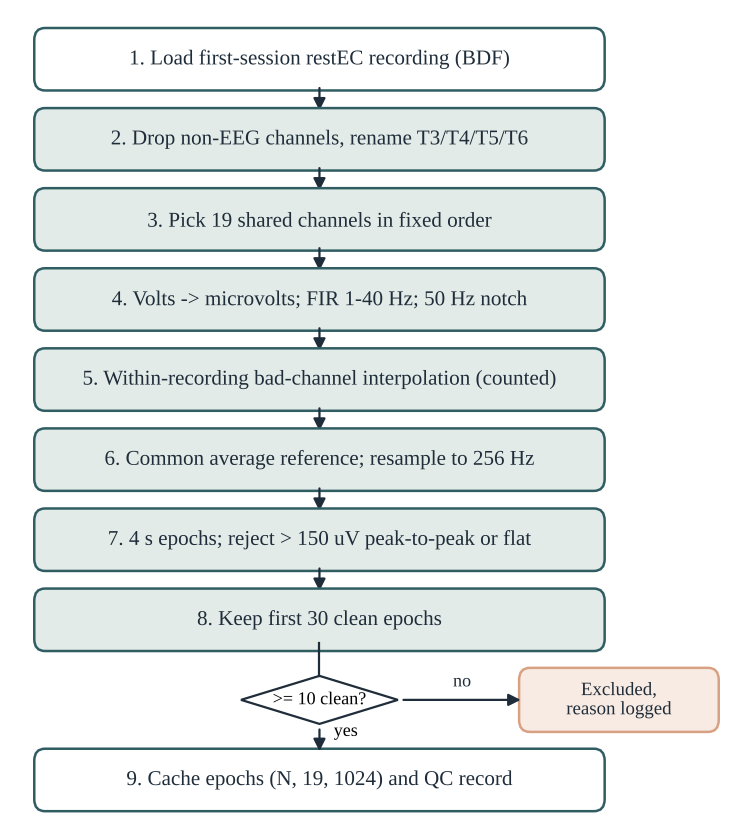 1. Load first-session restEC recording (BDF)
2. Drop non-EEG channels, rename T3/T4/T5/T6
3. Pick 19 shared channels in fixed order
4. Volts -> microvolts; FIR 1-40 Hz; 50 Hz notch
5. Within-recording bad-channel interpolation (counted)
6. Common average reference; resample to 256 Hz
7. 4 s epochs; reject > 150 uV peak-to-peak or flat
8. Keep first 30 clean epochs
>= 10 clean?
no
Excluded,
reason logged
yes
9. Cache epochs (N, 19, 1024) and QC record